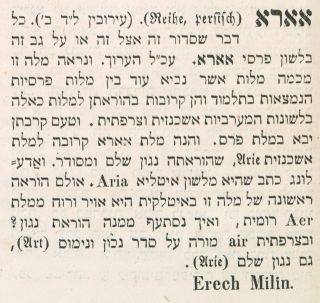 אארא (Reihe, persisch). (עירובין ל״ד ב׳). כל
דבר שסדור זה אצל זה או על גב זה
בלשון פרסי אארא. עכ״ל הערוך. ונראה מלה זו
מכמה מלות אשר נביא עוד בין מלות פרסיות
הנמצאות בתלמוד והן קרובות בהוראתן למלות כאלה
בלשונות המערביות אשכנזית וצרפתית. וטעם קרבתן
יבא במלת פרס. והנה מלת אארא קרובה למלת
אשכנזית Arie, שהוראתה נגון שלם ומסודר. ואדע־
לונג כתב שהיא מלשון איטליא Aria. אולם הוראה
ראשונה של מלה זו באיטלקית היא אויר ורוח ממלת
Aer רומית, ואיך נסתעף ממנה הוראת נגון?
ובצרפתית air מורה על סדר נכון ונימוס (Art),
גם נגון שלם (Arie).
Erech Milin.